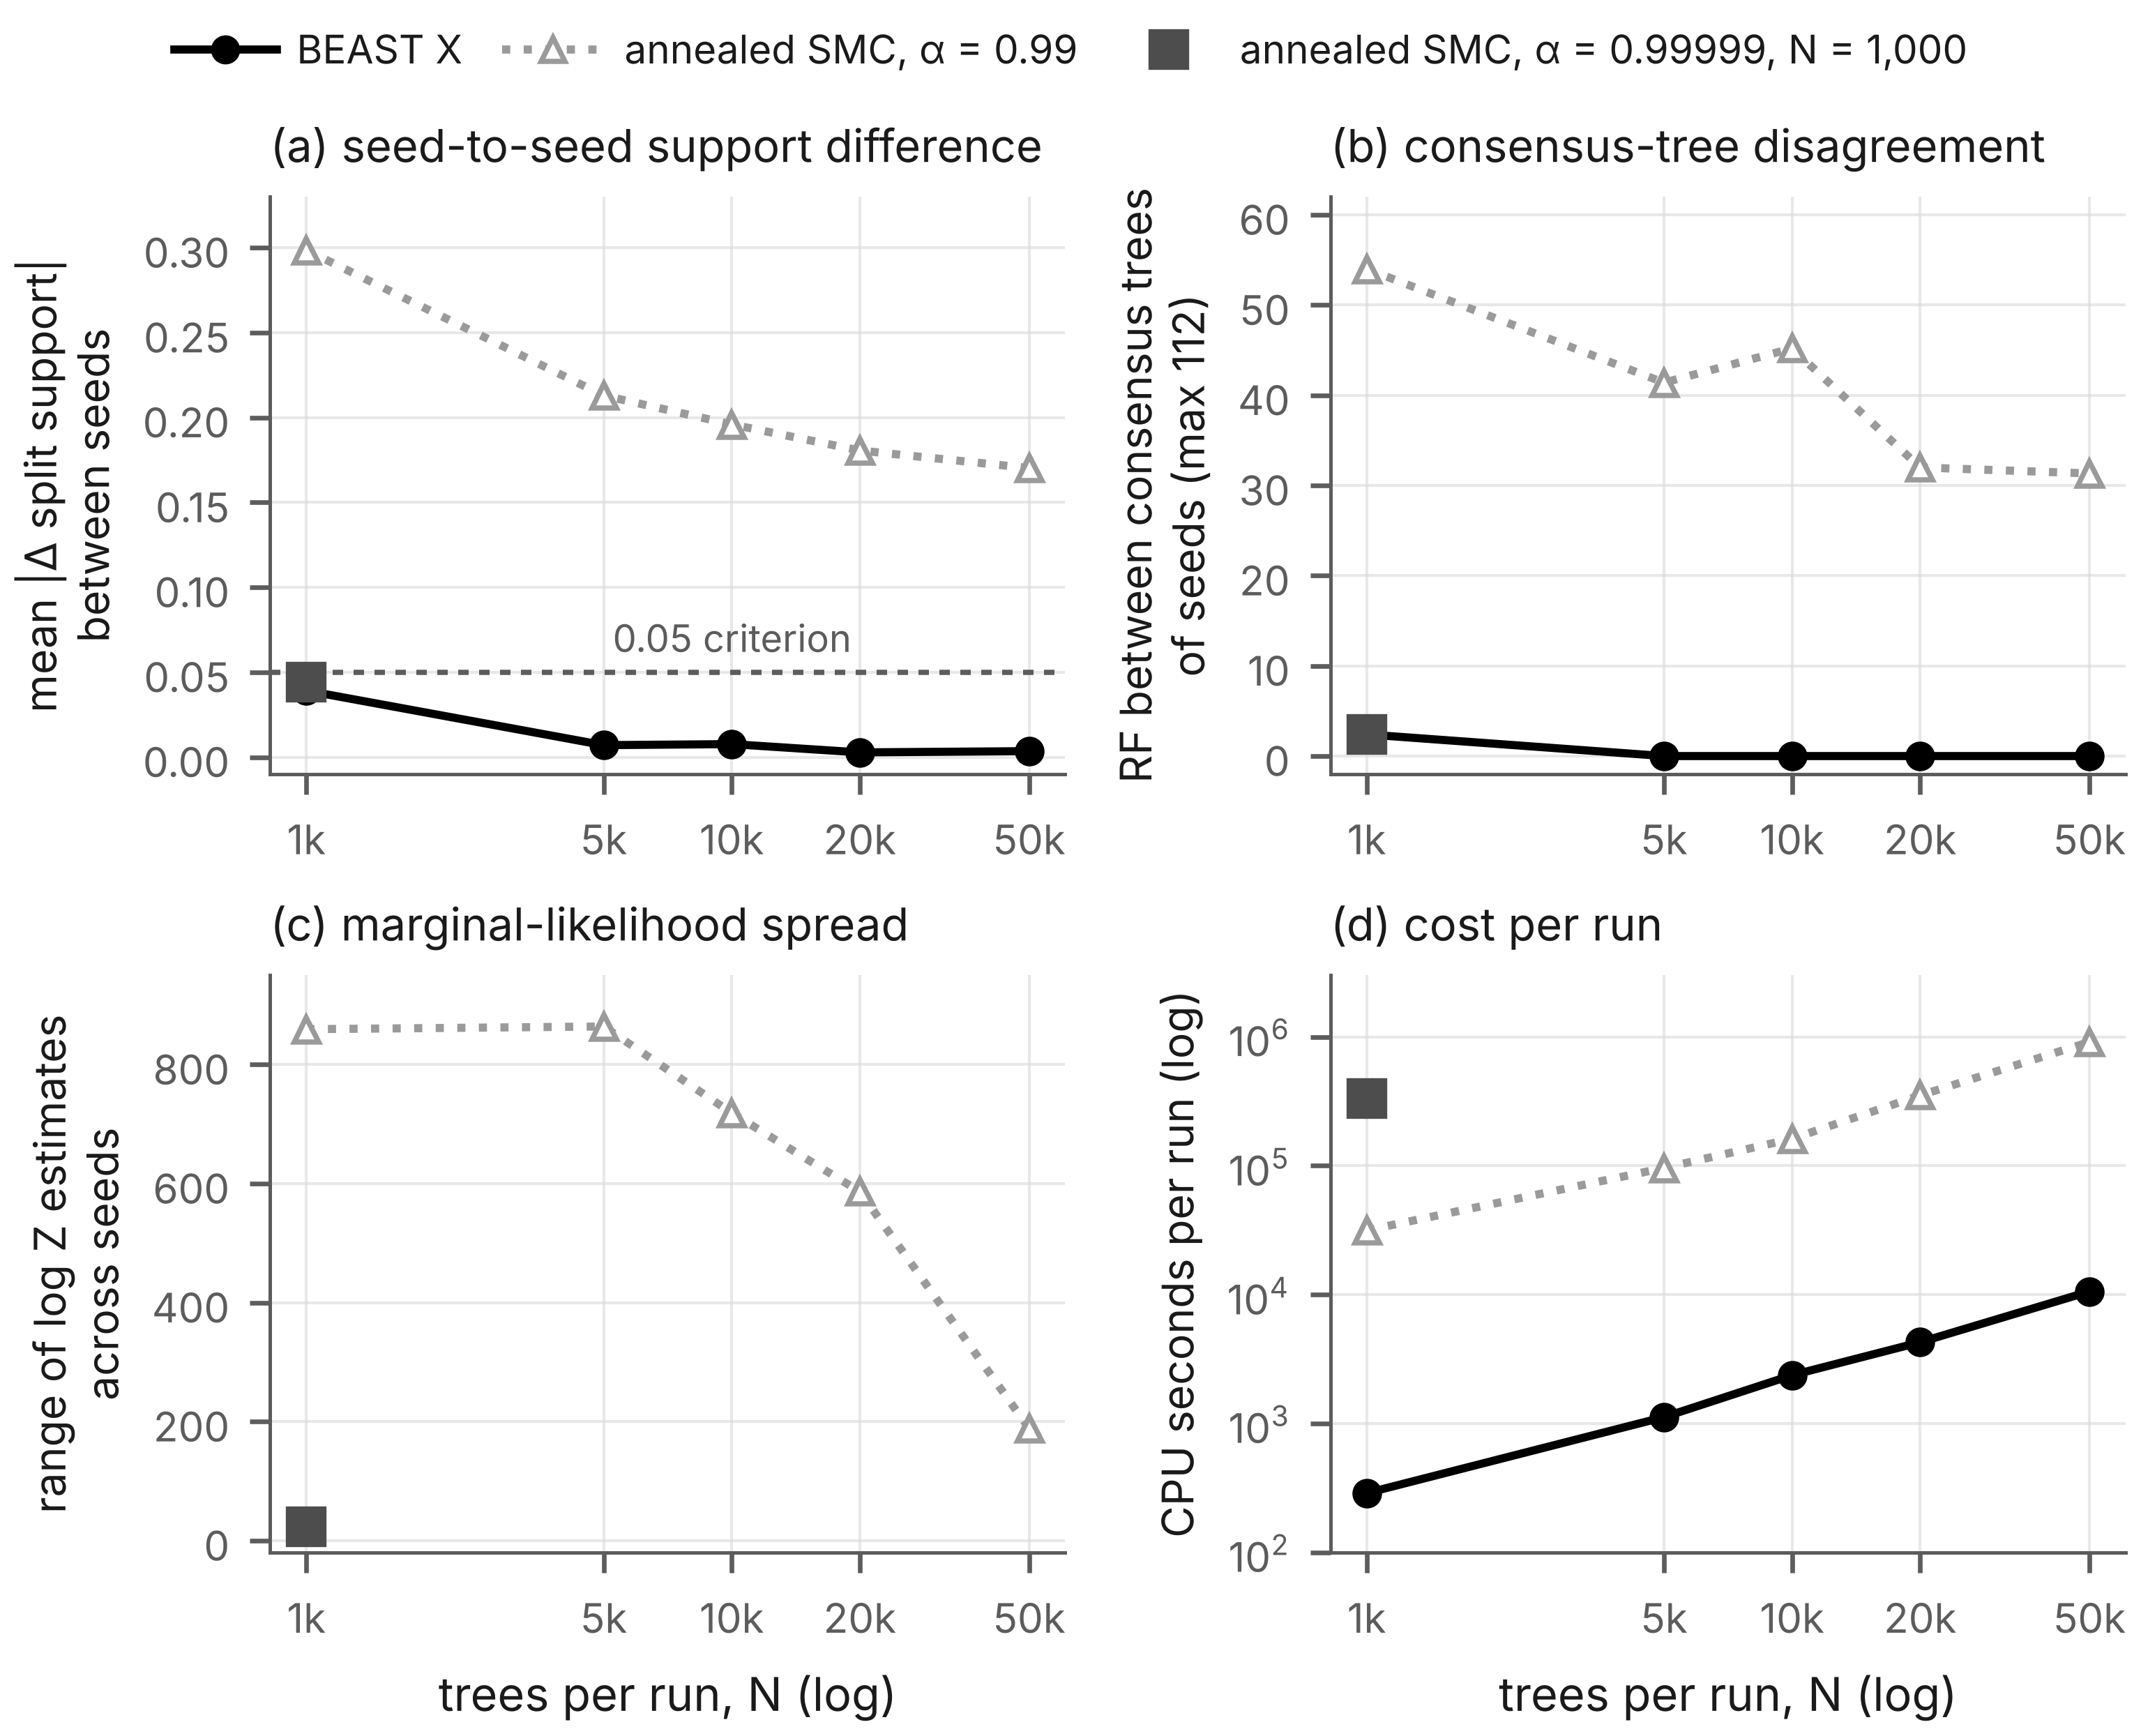 BEAST X
annealed SMC, α = 0.99
annealed SMC, α = 0.99999, N = 1,000
(a) seed-to-seed support difference
mean |Δ split support|
between seeds
0.30
0.25
0.20
0.15
0.10
0.05
0.00
0.05 criterion
1k
5k
10k
20k
50k
(b) consensus-tree disagreement
RF between consensus trees
of seeds (max 112)
60
50
40
30
20
10
0
1k
5k
10k
20k
50k
(c) marginal-likelihood spread
range of log Z estimates
across seeds
800
600
400
200
0
1k
5k
10k
20k
50k
trees per run, N (log)
(d) cost per run
CPU seconds per run (log)
10⁶
10⁵
10⁴
10³
10²
1k
5k
10k
20k
50k
trees per run, N (log)